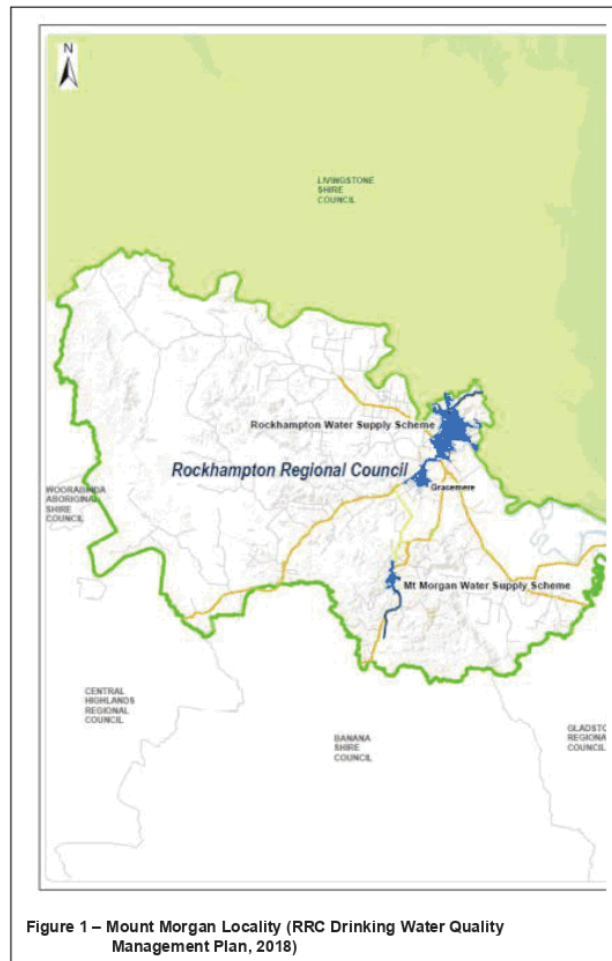 N
LIVINGSTONE
SHIRE
COUNCIL
Rockhampton Water Supply Scheme
Rockhampton Regional Council
Gracemere
WOORABINDA
ABORIGINAL
SHIRE
COUNCIL
Mt Morgan Water Supply Scheme
CENTRAL
HIGHLANDS
REGIONAL
COUNCIL
BANANA
SHIRE
COUNCIL
GLADSTO
REGIONA
COUNCIL
Figure 1 – Mount Morgan Locality (RRC Drinking Water Quality
Management Plan, 2018)